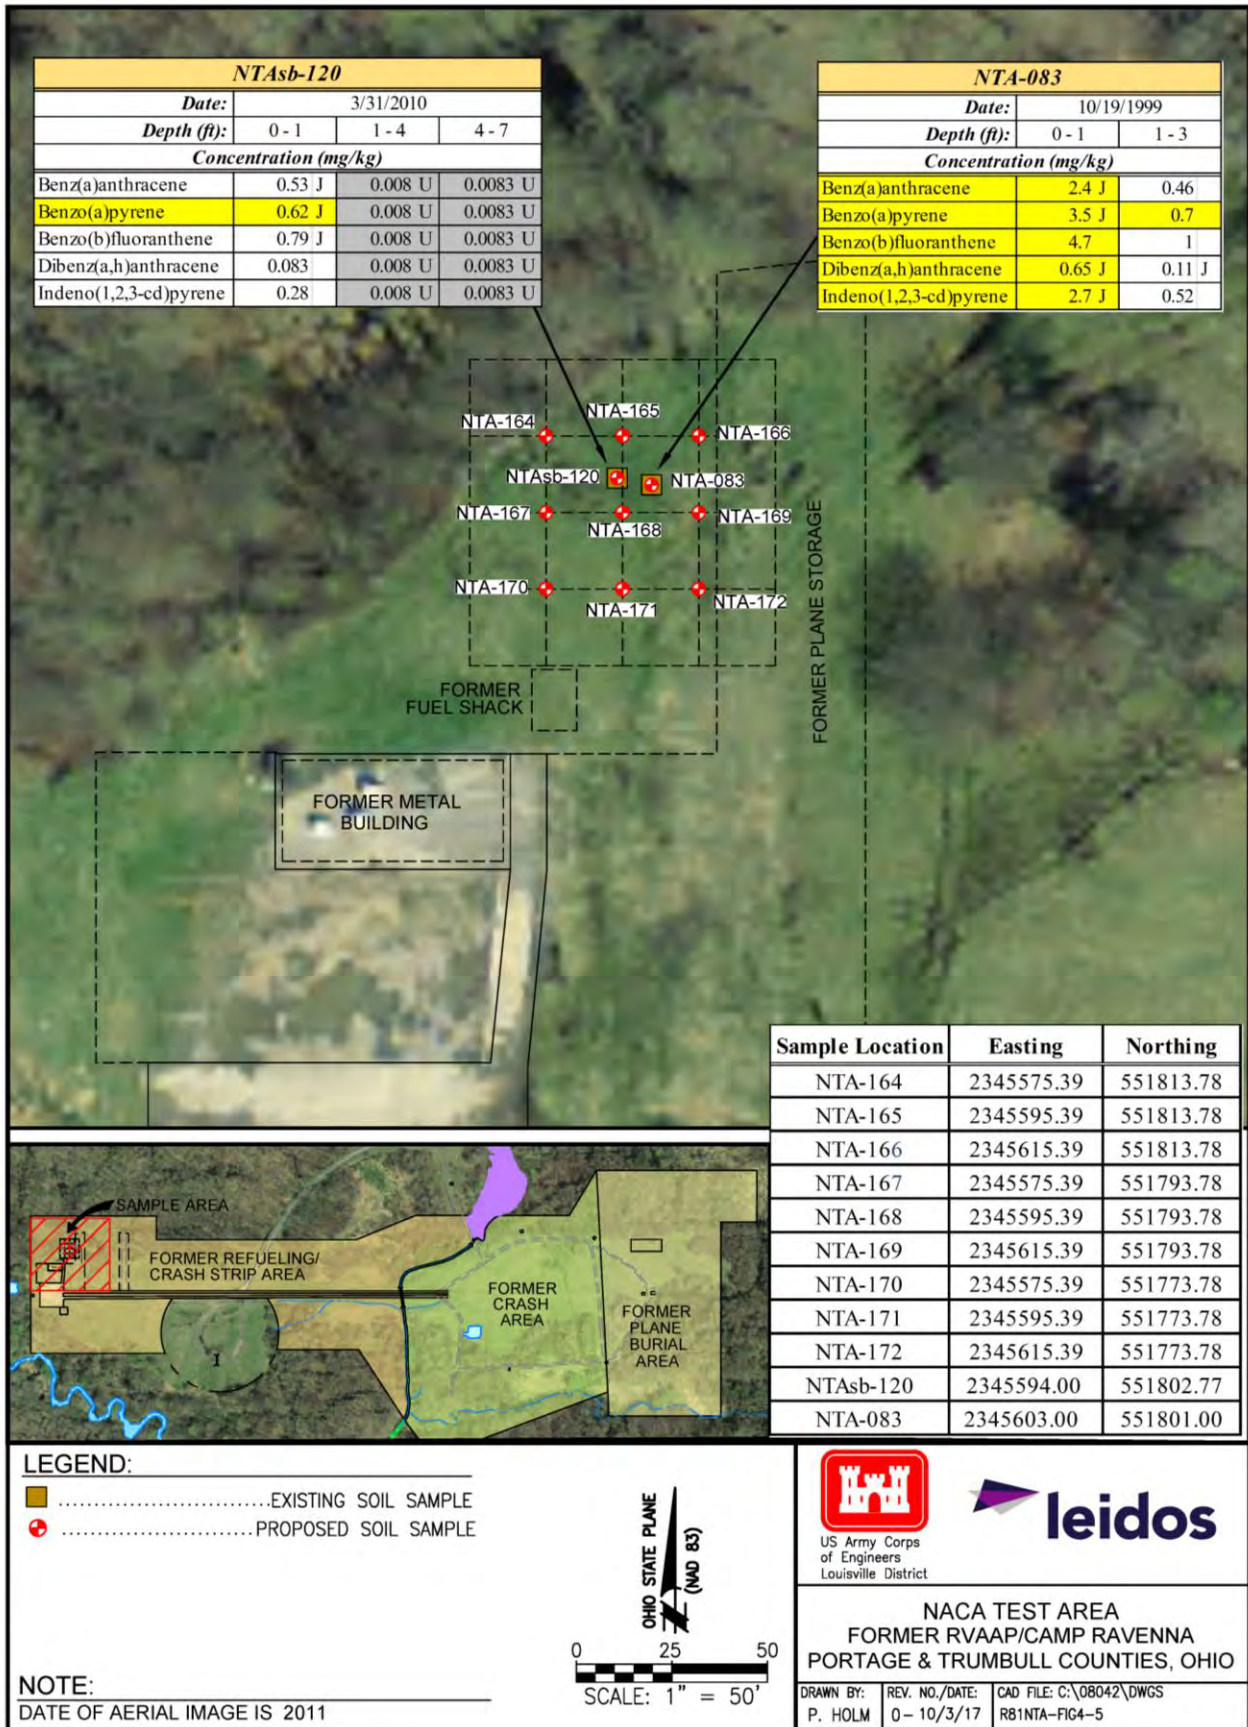 NTAsb-120
Date: 3/31/2010
Depth (ft): 0 - 1 1 - 4 4 - 7
Concentration (mg/kg)
Benz(a)anthracene 0.53 J 0.008 U 0.0083 U
Benzo(a)pyrene 0.62 J 0.008 U 0.0083 U
Benzo(b)fluoranthene 0.79 J 0.008 U 0.0083 U
Dibenz(a,h)anthracene 0.083 0.008 U 0.0083 U
Indeno(1,2,3-cd)pyrene 0.28 0.008 U 0.0083 U
NTA-083
Date: 10/19/1999
Depth (ft): 0 - 1 1 - 3
Concentration (mg/kg)
Benz(a)anthracene 2.4 J 0.46
Benzo(a)pyrene 3.5 J 0.7
Benzo(b)fluoranthene 4.7 1
Dibenz(a,h)anthracene 0.65 J 0.11 J
Indeno(1,2,3-cd)pyrene 2.7 J 0.52
NTA-164
NTA-165
NTA-166
NTAsb-120
NTA-083
NTA-167
NTA-168
NTA-169
NTA-170
NTA-171
NTA-172
FORMER PLANE STORAGE
FORMER
FUEL SHACK
FORMER METAL
BUILDING
Sample Location Easting Northing
NTA-164 2345575.39 551813.78
NTA-165 2345595.39 551813.78
NTA-166 2345615.39 551813.78
NTA-167 2345575.39 551793.78
NTA-168 2345595.39 551793.78
NTA-169 2345615.39 551793.78
NTA-170 2345575.39 551773.78
NTA-171 2345595.39 551773.78
NTA-172 2345615.39 551773.78
NTAsb-120 2345594.00 551802.77
NTA-083 2345603.00 551801.00
SAMPLE AREA
FORMER REFUELING/
CRASH STRIP AREA
FORMER
CRASH
AREA
FORMER
PLANE
BURIAL
AREA
LEGEND:
EXISTING SOIL SAMPLE
PROPOSED SOIL SAMPLE
NOTE:
DATE OF AERIAL IMAGE IS 2011
OHIO STATE PLANE
(NAD 83)
0 25 50
SCALE: 1" = 50'
US Army Corps
of Engineers
Louisville District
leidos
NACA TEST AREA
FORMER RVAAP/CAMP RAVENNA
PORTAGE & TRUMBULL COUNTIES, OHIO
DRAWN BY: REV. NO./DATE: CAD FILE: C:\08042\DWGS
P. HOLM 0- 10/3/17 R81NTA-FIG4-5